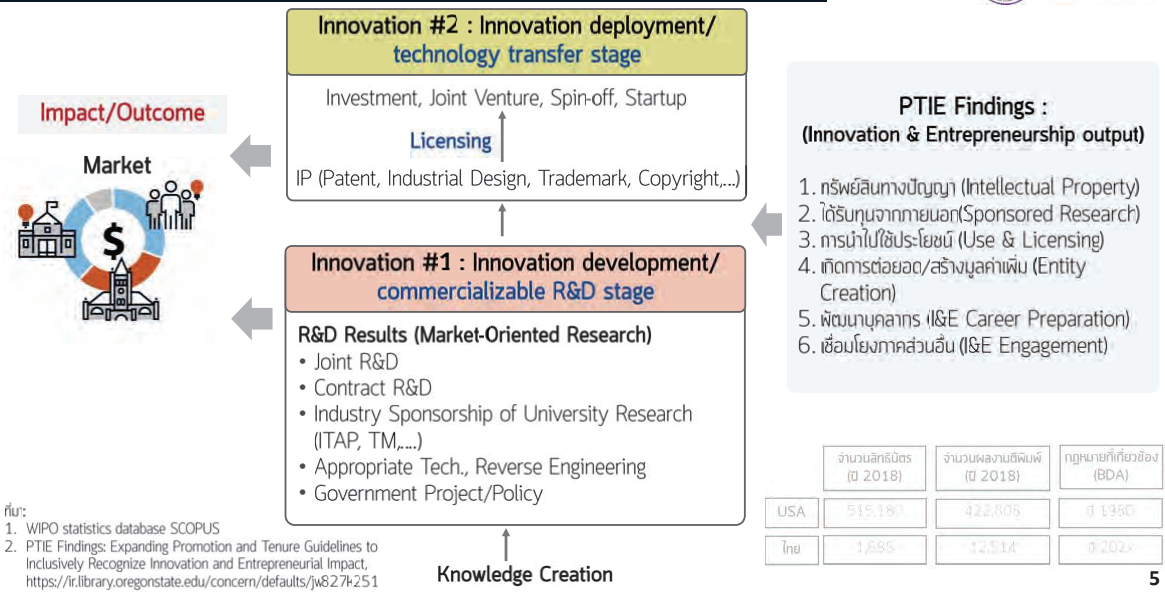 Innovation #2 : Innovation deployment/
technology transfer stage
Investment, Joint Venture, Spin-off, Startup
Licensing
IP (Patent, Industrial Design, Trademark, Copyright,...)
Impact/Outcome
Market
$
Innovation #1 : Innovation development/
commercializable R&D stage
R&D Results (Market-Oriented Research)
• Joint R&D
• Contract R&D
• Industry Sponsorship of University Research
(ITAP, TM,....)
• Appropriate Tech., Reverse Engineering
• Government Project/Policy
Knowledge Creation
PTIE Findings :
(Innovation & Entrepreneurship output)
1. ทรัพย์สินทางปัญญา (Intellectual Property)
2. ได้รับทุนจากภายนอก(Sponsored Research)
3. การนำไปใช้ประโยชน์ (Use & Licensing)
4. เกิดการต่อยอด/สร้างมูลค่าเพิ่ม (Entity
Creation)
5. พัฒนาบุคลากร (I&E Career Preparation)
6. เชื่อมโยงภาคส่วนอื่น (I&E Engagement)
จำนวนสิทธิบัตร
(ปี 2018)
จำนวนผลงานตีพิมพ์
(ปี 2018)
กฎหมายที่เกี่ยวข้อง
(BDA)
USA
515,180
422,808
ปี 1980
ไทย
1,685
12,514
ที่มา:
1. WIPO statistics database SCOPUS
2. PTIE Findings: Expanding Promotion and Tenure Guidelines to
Inclusively Recognize Innovation and Entrepreneurial Impact,
https://ir.library.oregonstate.edu/concern/defaults/jw827k251
5